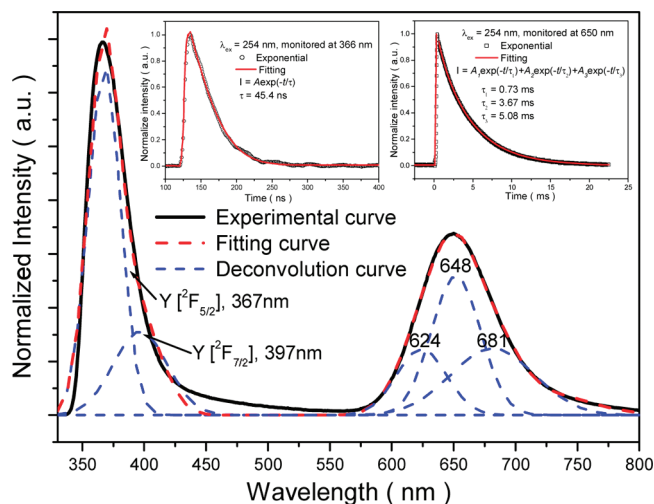 λex = 254 nm, monitored at 366 nm
Exponential
Fitting
I = Aexp(-t/τ)
τ = 45.4 ns
Normalize intensity ( a.u. )
1.0
0.8
0.6
0.4
0.2
0.0
100 150 200 250 300 350 400
Time ( ns )
λex = 254 nm, monitored at 650 nm
Exponential
Fitting
I = A1exp(-t/τ1)+A2exp(-t/τ2)+A3exp(-t/τ3)
τ1 = 0.73 ms
τ2 = 3.67 ms
τ3 = 5.08 ms
Normalize intensity ( a.u. )
1.0
0.8
0.6
0.4
0.2
0.0
-5 0 5 10 15 20 25
Time ( ms )
Normalized Intensity ( a.u. )
Experimental curve
Fitting curve
Deconvolution curve
Y [²F5/2], 367nm
Y [²F7/2], 397nm
648
624
681
350 400 450 500 550 600 650 700 750 800
Wavelength ( nm )